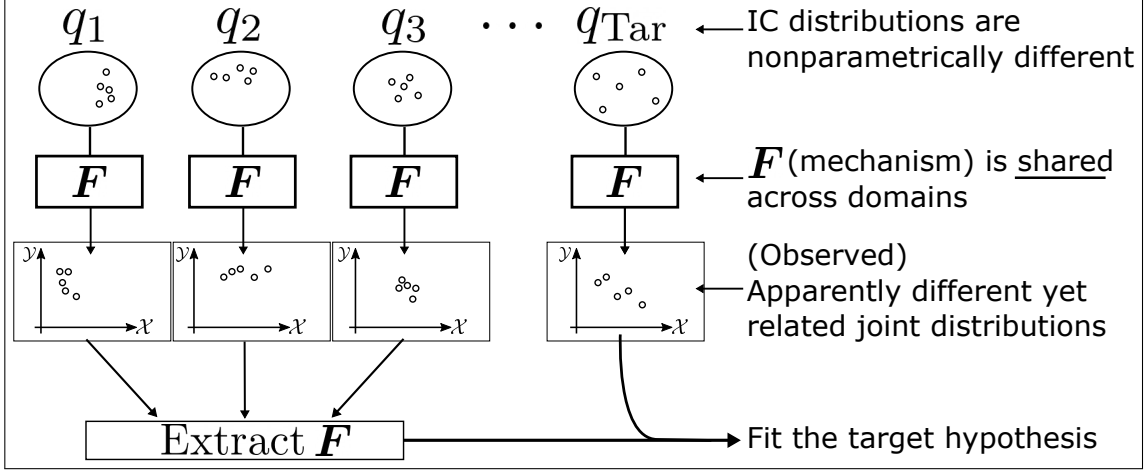 q1 q2 q3 ··· qTar
IC distributions are
nonparametrically different
F F F F
F (mechanism) is shared
across domains
𝒴 𝒴 𝒴 𝒴
𝒳 𝒳 𝒳 𝒳
(Observed)
Apparently different yet
related joint distributions
Extract F
Fit the target hypothesis